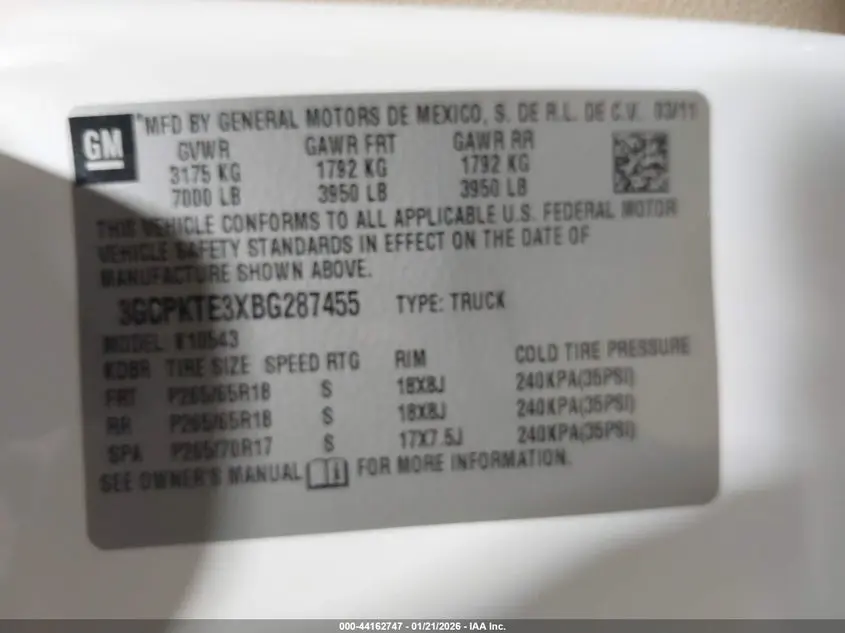 GM
*MFD BY GENERAL MOTORS DE MEXICO, S. DE R.L. DE C.V. 03/11
GVWR GAWR FRT GAWR RR
3175 KG 1792 KG 1792 KG
7000 LB 3950 LB 3950 LB
THIS VEHICLE CONFORMS TO ALL APPLICABLE U.S. FEDERAL MOTOR
VEHICLE SAFETY STANDARDS IN EFFECT ON THE DATE OF
MANUFACTURE SHOWN ABOVE.
3GCPKTE3XBG287455 TYPE: TRUCK
MODEL K10543
TIRE SIZE SPEED RTG RIM COLD TIRE PRESSURE
FRT P265/65R18 S 18X8J 240KPA(35PSI)
RR P265/65R18 S 18X8J 240KPA(35PSI)
SPA P265/70R17 S 17X7.5J 240KPA(35PSI)
SEE OWNER'S MANUAL FOR MORE INFORMATION.
000-44162747 - 01/21/2026 - IAA Inc.